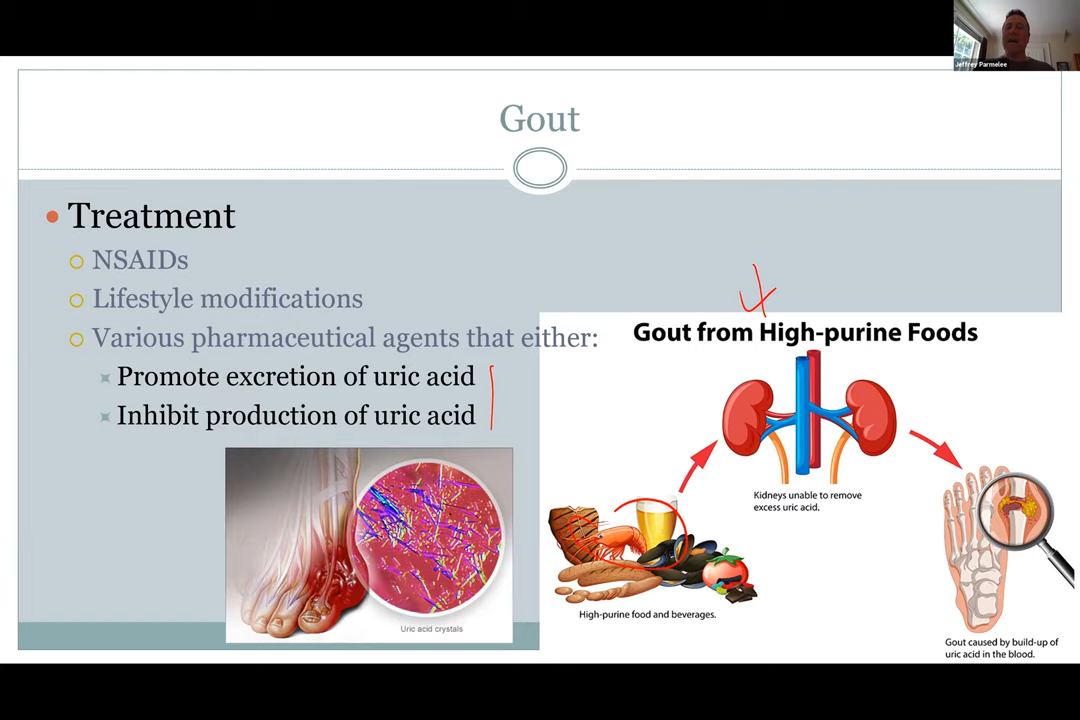 Jeffrey Parmelee
Gout
Treatment
NSAIDs
Lifestyle modifications
Various pharmaceutical agents that either:
Promote excretion of uric acid
Inhibit production of uric acid
Uric acid crystals
Gout from High-purine Foods
Kidneys unable to remove
excess uric acid.
High-purine food and beverages.
Gout caused by build-up of
uric acid in the blood.